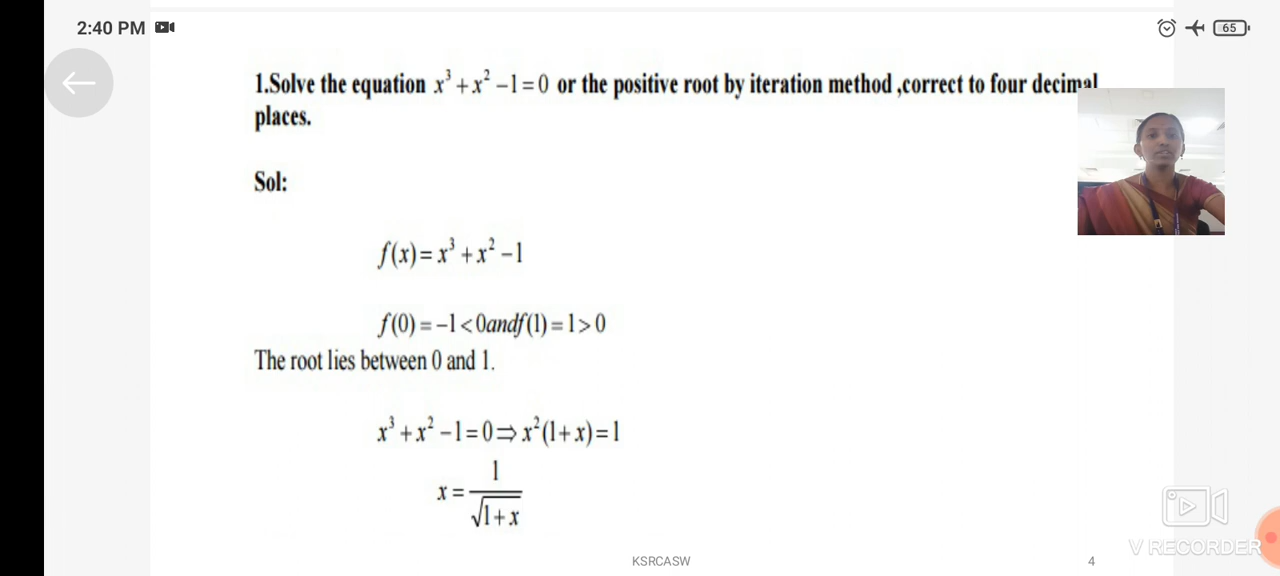 2:40 PM
65
1.Solve the equation x³ + x² − 1 = 0 or the positive root by iteration method ,correct to four decimal
places.
Sol:
f(x) = x³ + x² − 1
f(0) = −1 < 0andf(1) = 1 > 0
The root lies between 0 and 1.
x³ + x² − 1 = 0 ⇒ x²(1 + x) = 1
x = 1/√(1 + x)
V RECORDER
KSRCASW
4